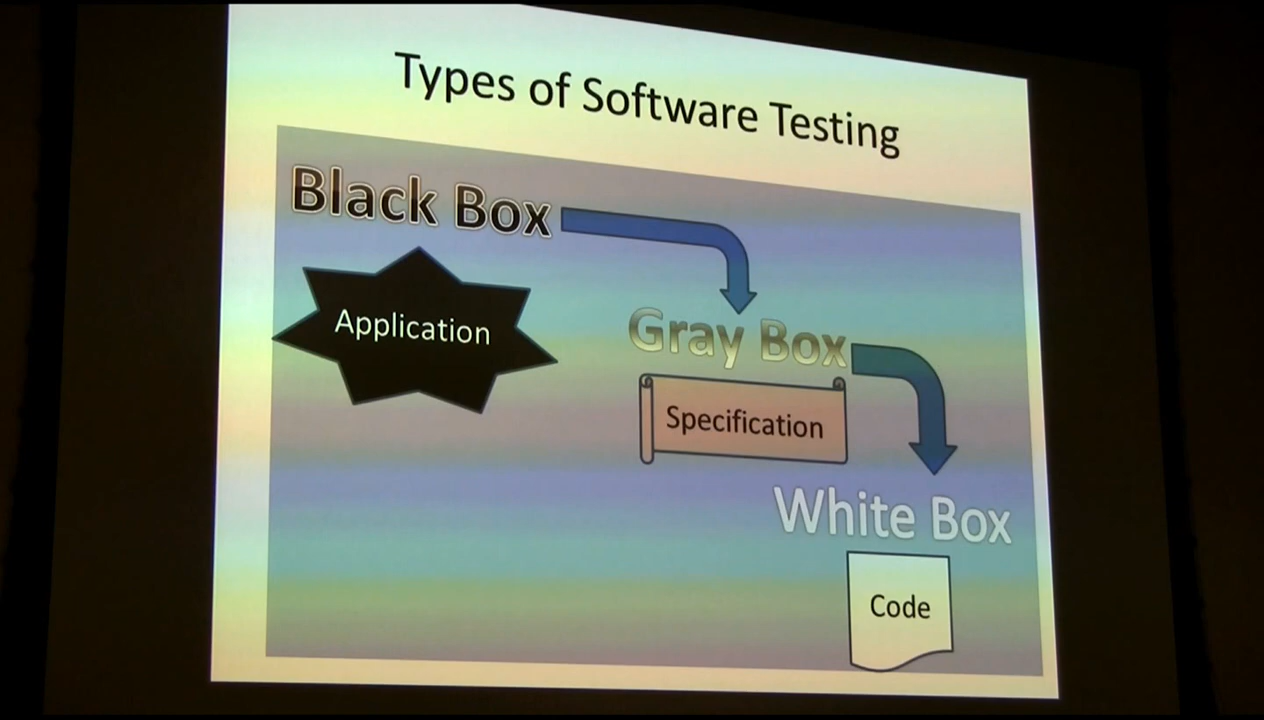 Types of Software Testing
Black Box
Application
Gray Box
Specification
White Box
Code